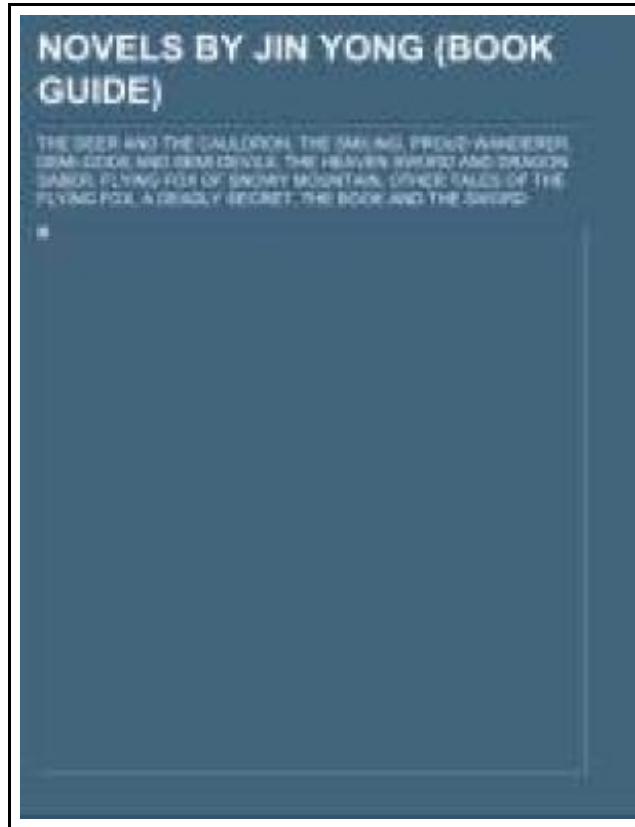 NOVELS BY JIN YONG (BOOK
GUIDE)
THE DEER AND THE CAULDRON, THE SMILING, PROUD WANDERER,
DEMI-GODS AND SEMI-DEVILS, THE HEAVEN SWORD AND DRAGON
SABER, FLYING FOX OF SNOWY MOUNTAIN, OTHER TALES OF THE
FLYING FOX, A DEADLY SECRET, THE BOOK AND THE SWORD